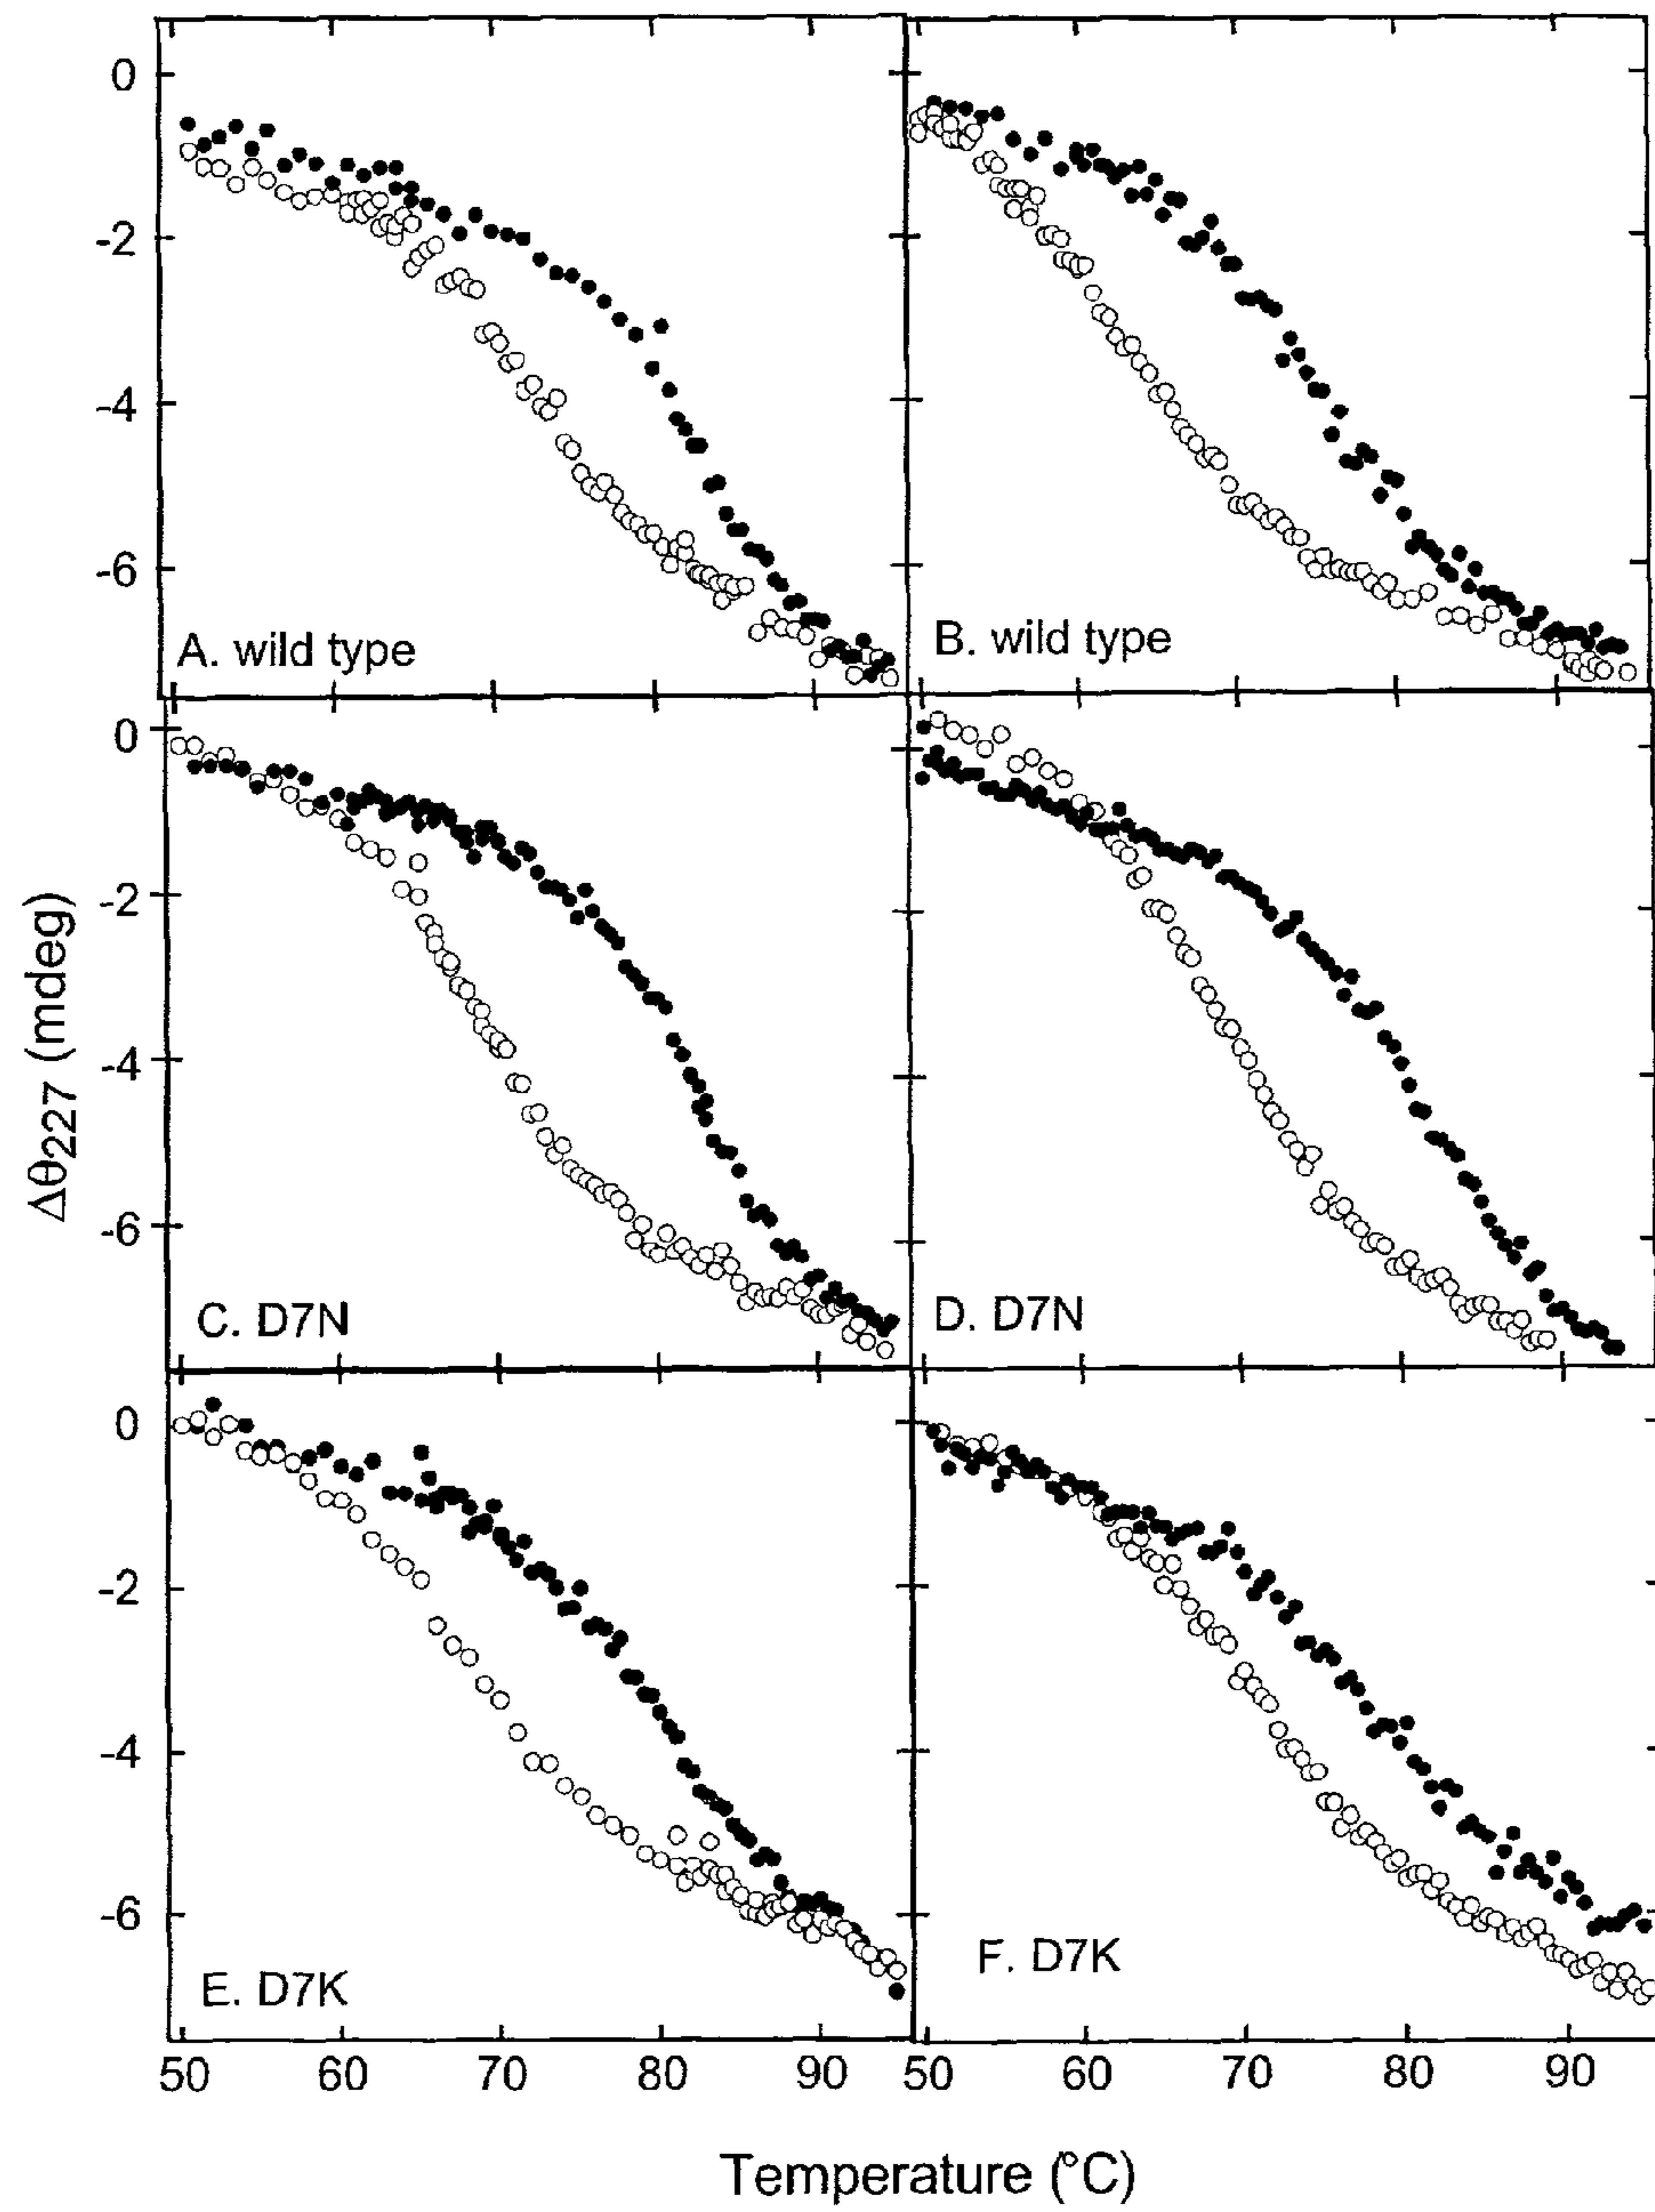 0
-2
-4
-6
A. wild type
B. wild type
0
-2
-4
-6
C. D7N
D. D7N
Δθ227 (mdeg)
0
-2
-4
-6
E. D7K
F. D7K
50 60 70 80 90 50 60 70 80 90
Temperature (°C)